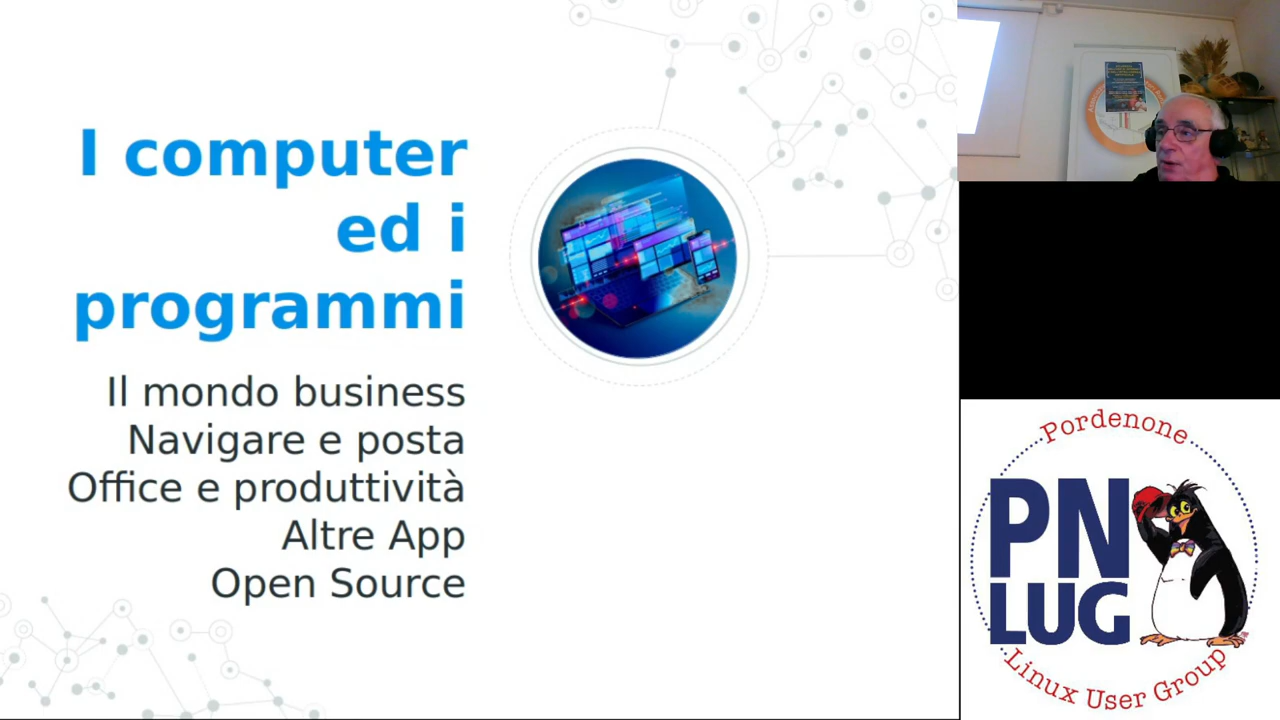 I computer
ed i
programmi
Il mondo business
Navigare e posta
Office e produttività
Altre App
Open Source
Pordenone
PN
LUG
Linux User Group